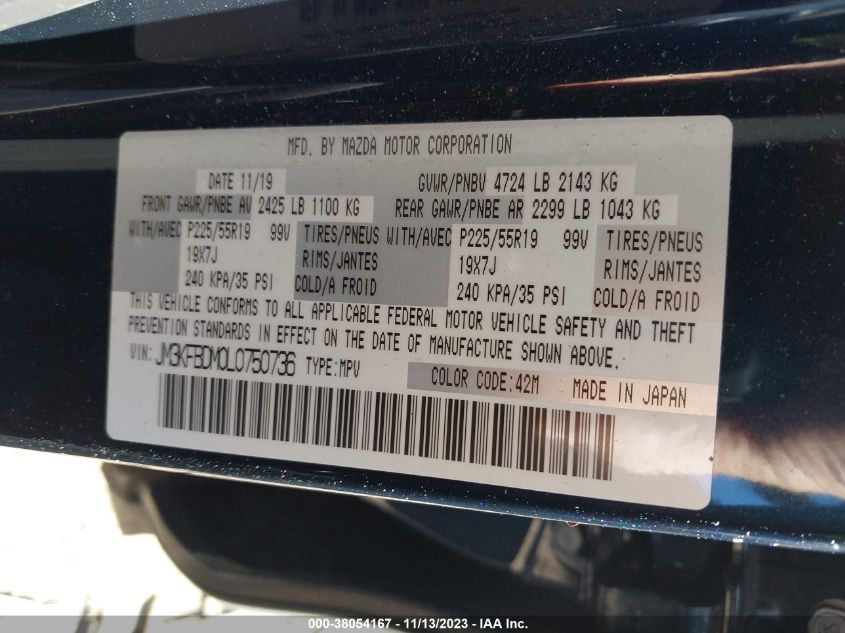 MFD. BY MAZDA MOTOR CORPORATION
DATE 11/19 GVWR/PNBV 4724 LB 2143 KG
FRONT GAWR/PNBE AV 2425 LB 1100 KG REAR GAWR/PNBE AR 2299 LB 1043 KG
WITH/AVEC P225/55R19 99V TIRES/PNEUS WITH/AVEC P225/55R19 99V TIRES/PNEUS
19X7J RIMS/JANTES 19X7J RIMS/JANTES
240 KPA/35 PSI COLD/A FROID 240 KPA/35 PSI COLD/A FROID
THIS VEHICLE CONFORMS TO ALL APPLICABLE FEDERAL MOTOR VEHICLE SAFETY AND THEFT
PREVENTION STANDARDS IN EFFECT ON THE DATE OF MANUFACTURE SHOWN ABOVE.
VIN: JM3KFBDM0L0750736 TYPE:MPV
COLOR CODE:42M MADE IN JAPAN
000-38054167 - 11/13/2023 - IAA Inc.